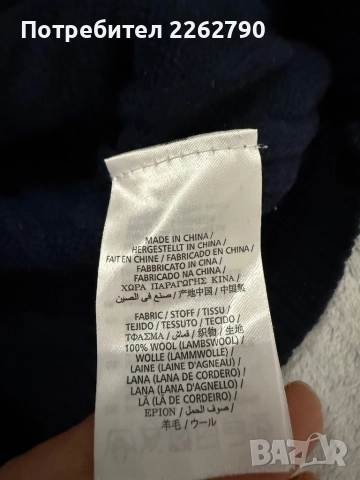 Потребител 2262790
MADE IN CHINA /
HERGESTELLT IN CHINA /
FAIT EN CHINE / FABRICADO EN CHINA /
FABBRICATO IN CINA /
FABRICADO NA CHINA /
ΧΩΡΑ ΠΑΡΑΓΩΓΗΣ ΚΙΝΑ /
صنع في الصين / 产地中国 / 中国製
FABRIC / STOFF / TISSU /
TEJIDO / TESSUTO / TECIDO /
ΥΦΑΣΜΑ / قماش / 织物 / 生地
100% WOOL (LAMBSWOOL) /
WOLLE (LAMMWOLLE) /
LAINE (LAINE D'AGNEAU) /
LANA (LANA DE CORDERO) /
LANA (LANA D'AGNELLO) /
LÃ (LÃ DE CORDEIRO) /
ΕΡΙΟΝ / صوف الحمل /
羊毛 / ウール
BAZAR